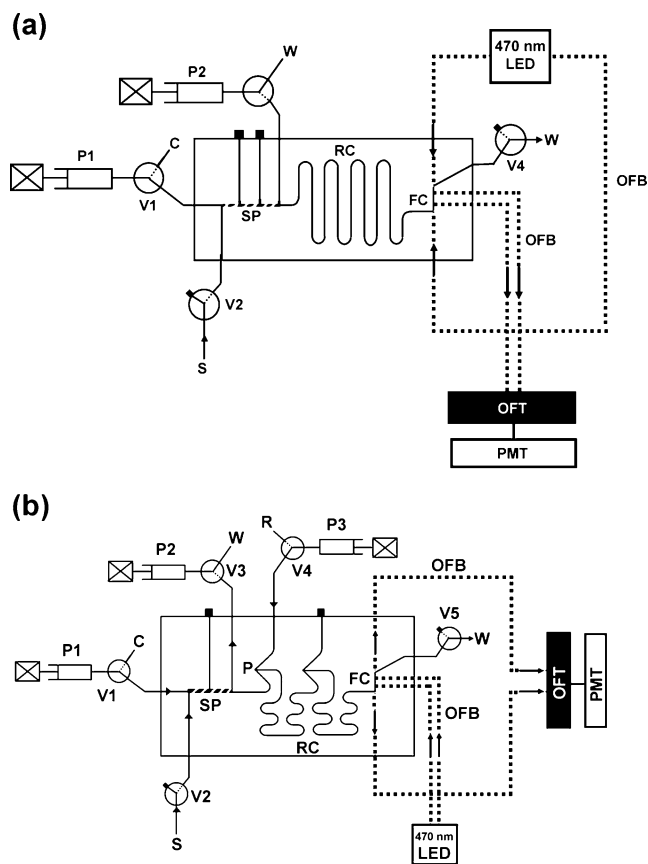 (a)
470 nm
LED
W
P2
C
P1
RC
V1
V4
W
FC
OFB
SP
OFB
V2
S
OFT
PMT
(b)
R
P3
W
P2
V3
V4
OFB
C
V5
P1
W
P
V1
FC
SP
OFB
OFT
PMT
RC
V2
470 nm
LED
S